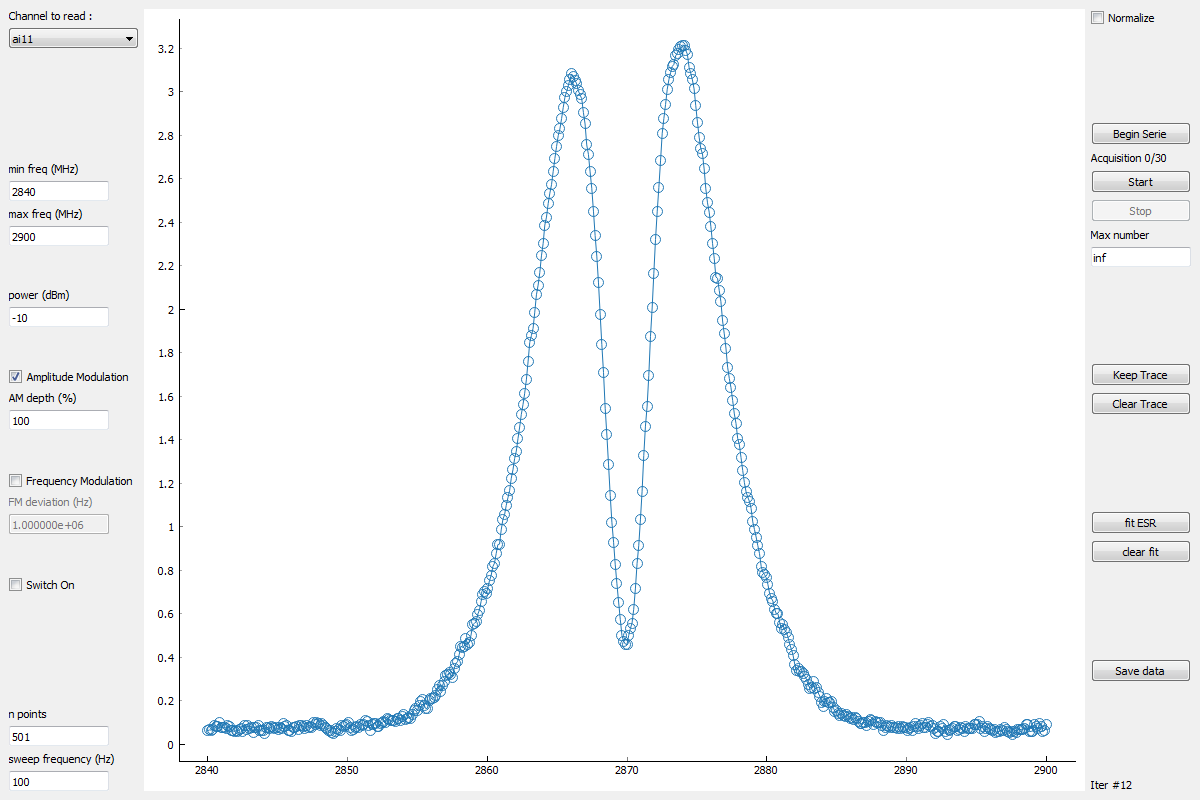 Channel to read :
ai11
min freq (MHz)
2840
max freq (MHz)
2900
power (dBm)
-10
Amplitude Modulation
AM depth (%)
100
Frequency Modulation
FM deviation (Hz)
1.000000e+06
Switch On
n points
501
sweep frequency (Hz)
100
3.2
3
2.8
2.6
2.4
2.2
2
1.8
1.6
1.4
1.2
1
0.8
0.6
0.4
0.2
0
2840 2850 2860 2870 2880 2890 2900
Normalize
Begin Serie
Acquisition 0/30
Start
Stop
Max number
inf
Keep Trace
Clear Trace
fit ESR
clear fit
Save data
Iter #12